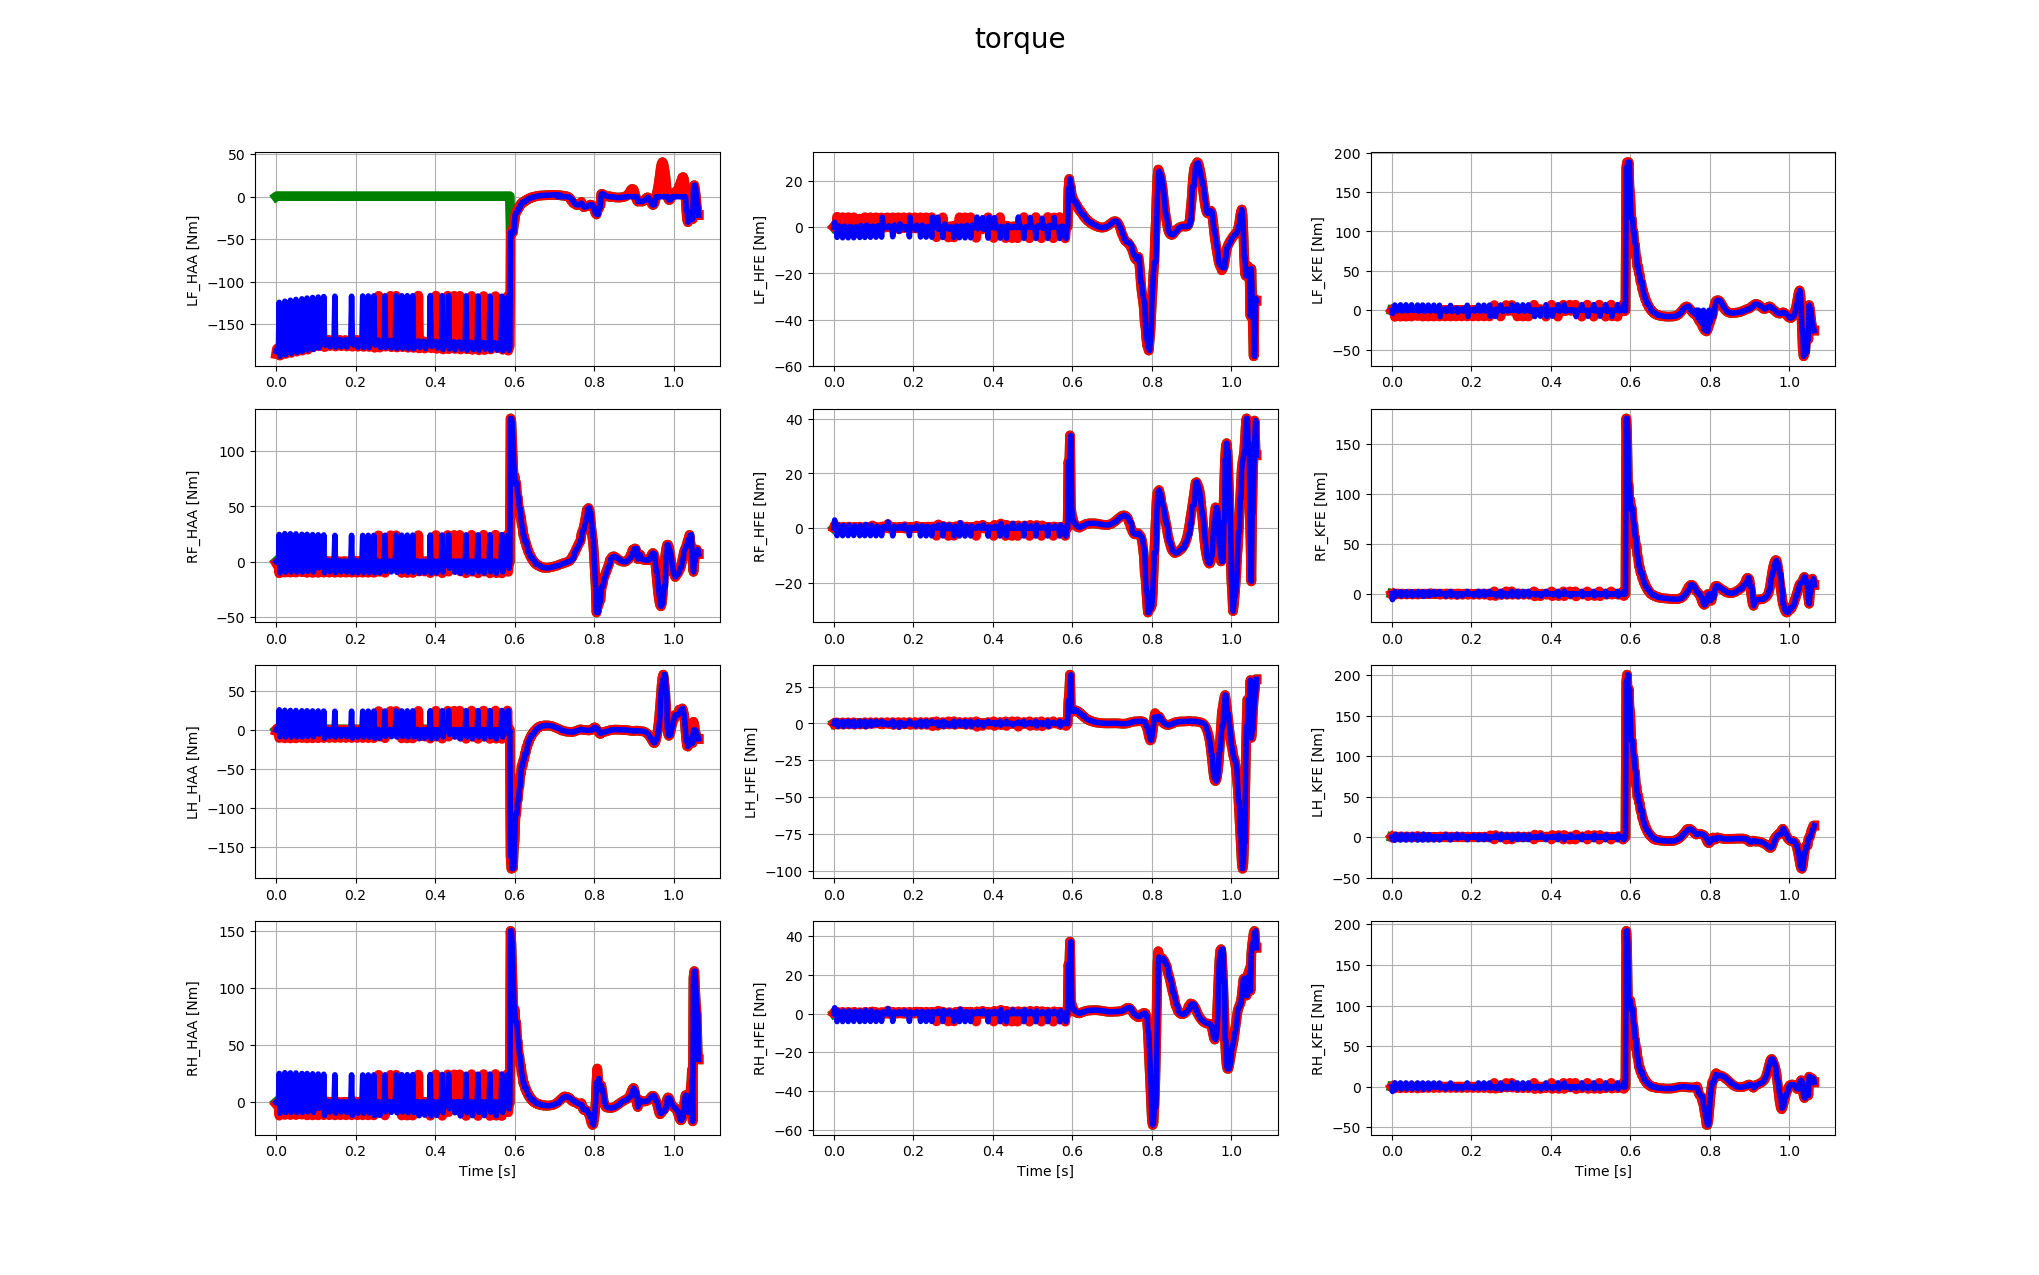 torque
LF_HAA [Nm]
50
0
−50
−100
−150
0.0 0.2 0.4 0.6 0.8 1.0
LF_HFE [Nm]
20
0
−20
−40
−60
0.0 0.2 0.4 0.6 0.8 1.0
LF_KFE [Nm]
200
150
100
50
0
−50
0.0 0.2 0.4 0.6 0.8 1.0
RF_HAA [Nm]
100
50
0
−50
0.0 0.2 0.4 0.6 0.8 1.0
RF_HFE [Nm]
40
20
0
−20
0.0 0.2 0.4 0.6 0.8 1.0
RF_KFE [Nm]
150
100
50
0
0.0 0.2 0.4 0.6 0.8 1.0
LH_HAA [Nm]
50
0
−50
−100
−150
0.0 0.2 0.4 0.6 0.8 1.0
LH_HFE [Nm]
25
0
−25
−50
−75
−100
0.0 0.2 0.4 0.6 0.8 1.0
LH_KFE [Nm]
200
150
100
50
0
−50
0.0 0.2 0.4 0.6 0.8 1.0
RH_HAA [Nm]
150
100
50
0
0.0 0.2 0.4 0.6 0.8 1.0
Time [s]
RH_HFE [Nm]
40
20
0
−20
−40
−60
0.0 0.2 0.4 0.6 0.8 1.0
Time [s]
RH_KFE [Nm]
200
150
100
50
0
−50
0.0 0.2 0.4 0.6 0.8 1.0
Time [s]